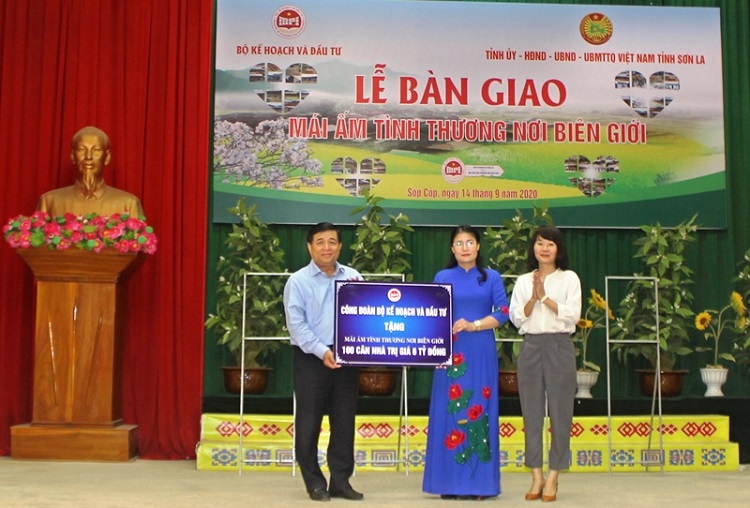 MPI
BỘ KẾ HOẠCH VÀ ĐẦU TƯ
TỈNH ỦY - HĐND - UBND - UBMTTQ VIỆT NAM TỈNH SƠN LA
LỄ BÀN GIAO
MÁI ẤM TÌNH THƯƠNG NƠI BIÊN GIỚI
MPI
Sốp Cộp, ngày 14 tháng 9 năm 2020
CÔNG ĐOÀN BỘ KẾ HOẠCH VÀ ĐẦU TƯ
TẶNG
MÁI ẤM TÌNH THƯƠNG NƠI BIÊN GIỚI
100 CĂN NHÀ TRỊ GIÁ 6 TỶ ĐỒNG